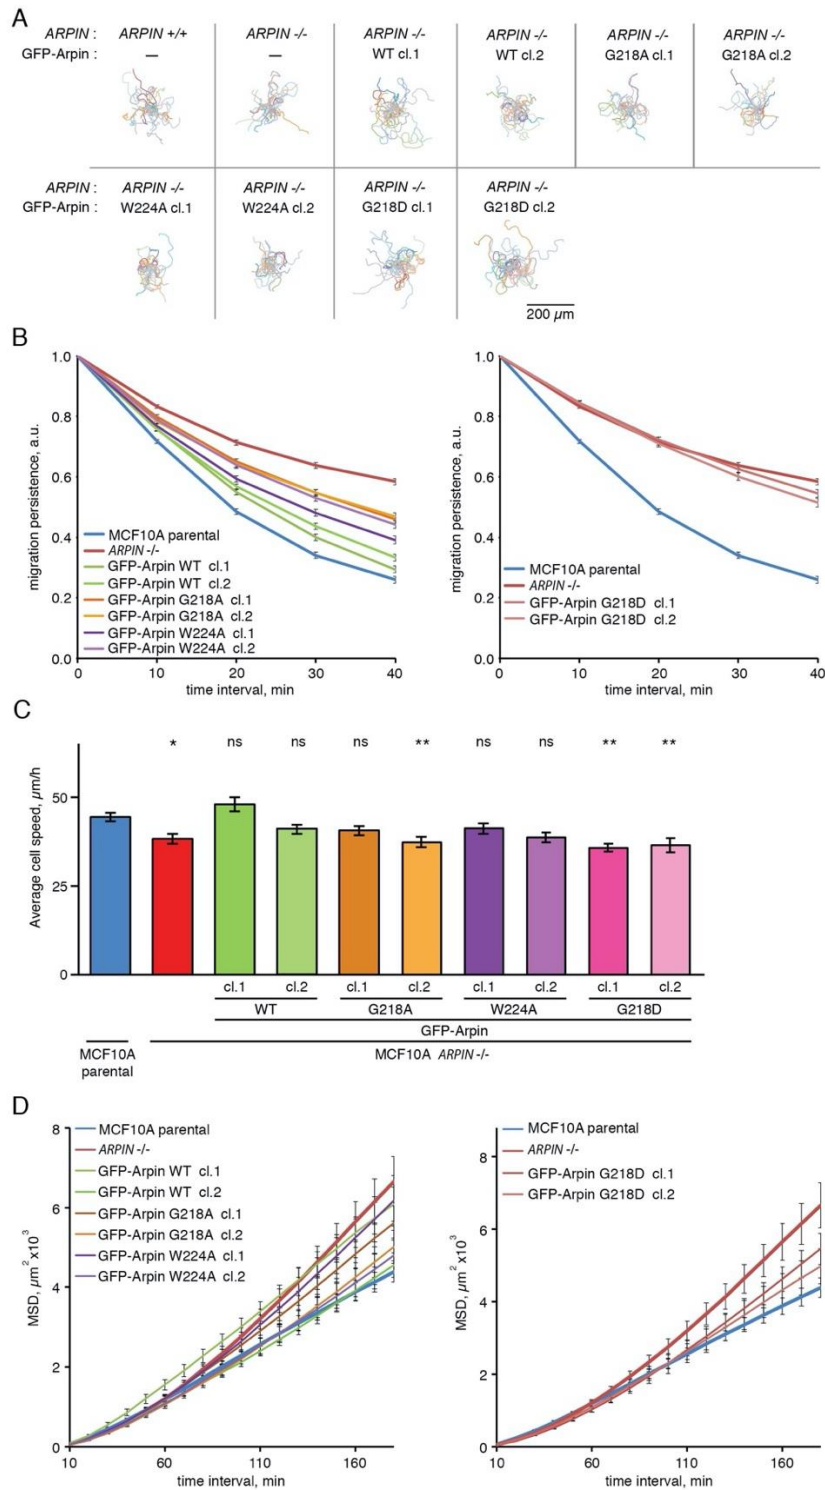 A
ARPIN : ARPIN +/+ ARPIN -/- ARPIN -/- ARPIN -/- ARPIN -/- ARPIN -/-
GFP-Arpin : – – WT cl.1 WT cl.2 G218A cl.1 G218A cl.2
ARPIN : ARPIN -/- ARPIN -/- ARPIN -/- ARPIN -/-
GFP-Arpin : W224A cl.1 W224A cl.2 G218D cl.1 G218D cl.2
200 µm
B
1.0
0.8
0.6
0.4
0.2
0.0
migration persistence, a.u.
MCF10A parental
ARPIN -/-
GFP-Arpin WT cl.1
GFP-Arpin WT cl.2
GFP-Arpin G218A cl.1
GFP-Arpin G218A cl.2
GFP-Arpin W224A cl.1
GFP-Arpin W224A cl.2
0 10 20 30 40
time interval, min
1.0
0.8
0.6
0.4
0.2
0.0
migration persistence, a.u.
MCF10A parental
ARPIN -/-
GFP-Arpin G218D cl.1
GFP-Arpin G218D cl.2
0 10 20 30 40
time interval, min
C
* ns ns ns ** ns ns ** **
50
25
0
Average cell speed, µm/h
cl.1 cl.2 cl.1 cl.2 cl.1 cl.2 cl.1 cl.2
WT G218A W224A G218D
GFP-Arpin
MCF10A parental
MCF10A ARPIN -/-
D
8
6
4
2
0
MSD, µm² x10³
MCF10A parental
ARPIN -/-
GFP-Arpin WT cl.1
GFP-Arpin WT cl.2
GFP-Arpin G218A cl.1
GFP-Arpin G218A cl.2
GFP-Arpin W224A cl.1
GFP-Arpin W224A cl.2
10 60 110 160
time interval, min
8
6
4
2
0
MSD, µm² x10³
MCF10A parental
ARPIN -/-
GFP-Arpin G218D cl.1
GFP-Arpin G218D cl.2
10 60 110 160
time interval, min